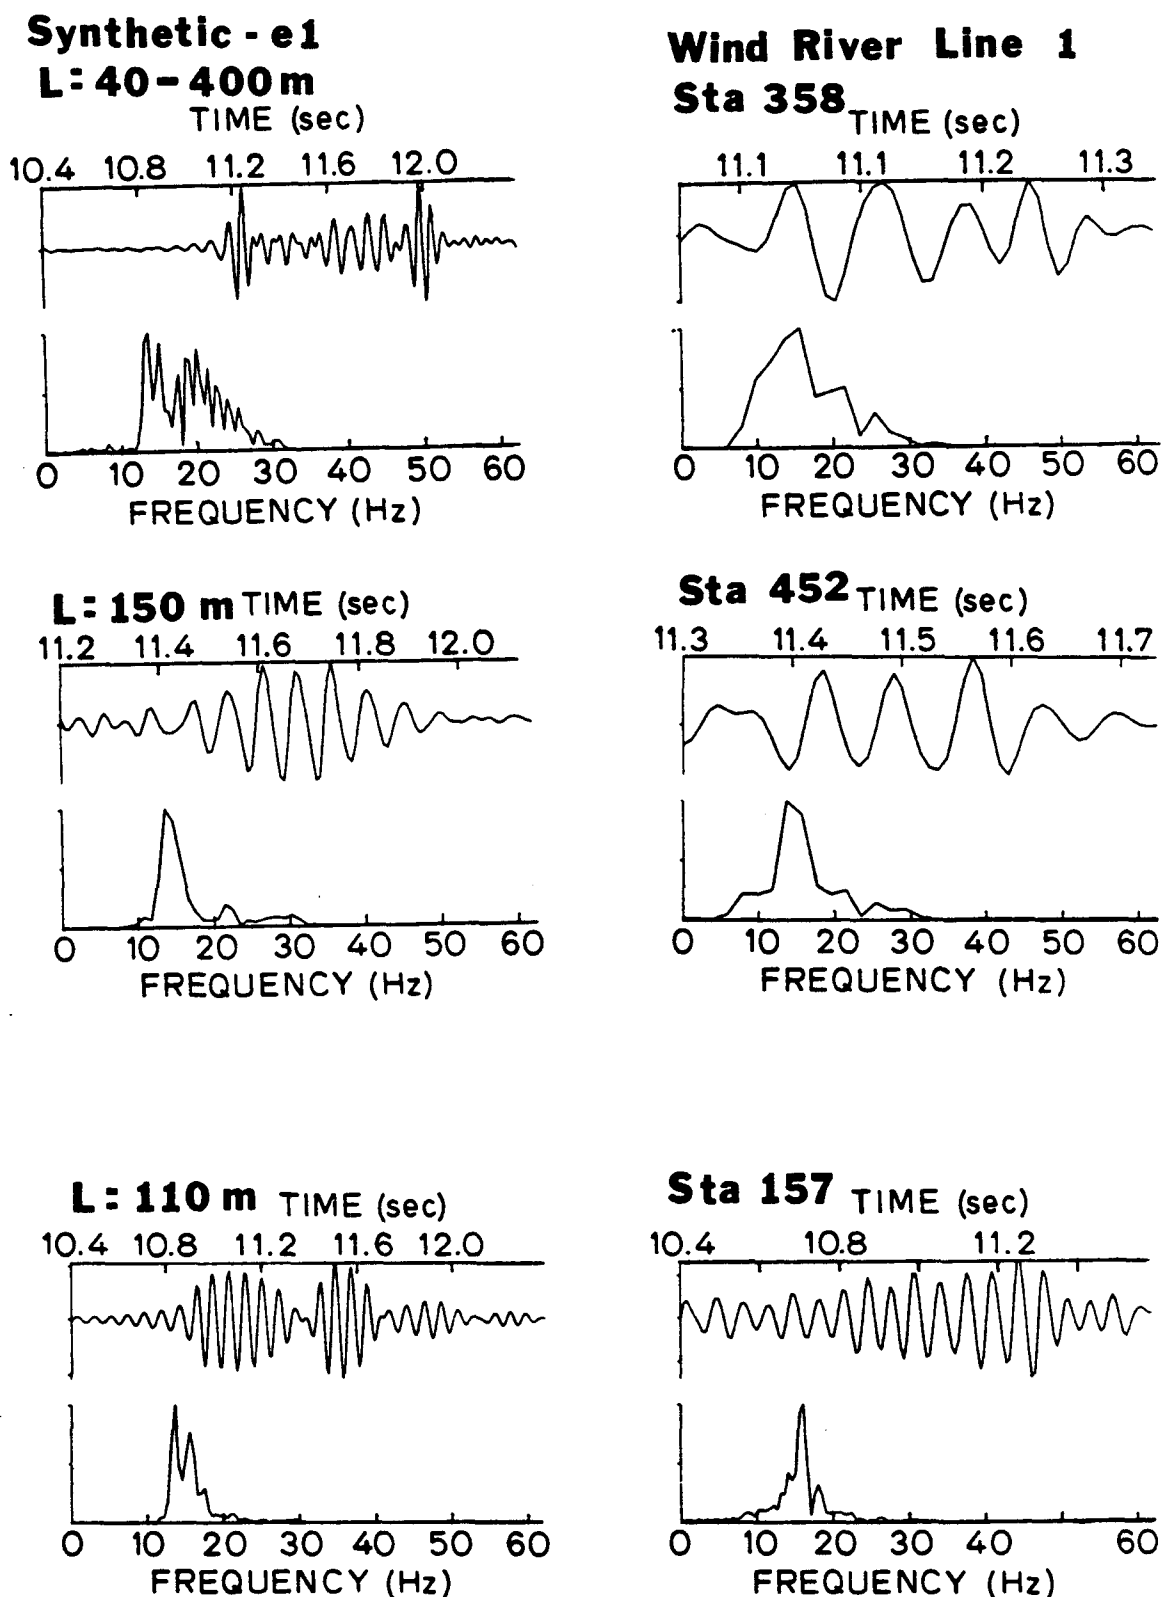 Synthetic - e1
L: 40-400 m
TIME (sec)
10.4 10.8 11.2 11.6 12.0
0 10 20 30 40 50 60
FREQUENCY (Hz)
Wind River Line 1
Sta 358
TIME (sec)
11.1 11.1 11.2 11.3
0 10 20 30 40 50 60
FREQUENCY (Hz)
L: 150 m TIME (sec)
11.2 11.4 11.6 11.8 12.0
0 10 20 30 40 50 60
FREQUENCY (Hz)
Sta 452 TIME (sec)
11.3 11.4 11.5 11.6 11.7
0 10 20 30 40 50 60
FREQUENCY (Hz)
L: 110 m TIME (sec)
10.4 10.8 11.2 11.6 12.0
0 10 20 30 40 50 60
FREQUENCY (Hz)
Sta 157 TIME (sec)
10.4 10.8 11.2
0 10 20 30 40 50 60
FREQUENCY (Hz)